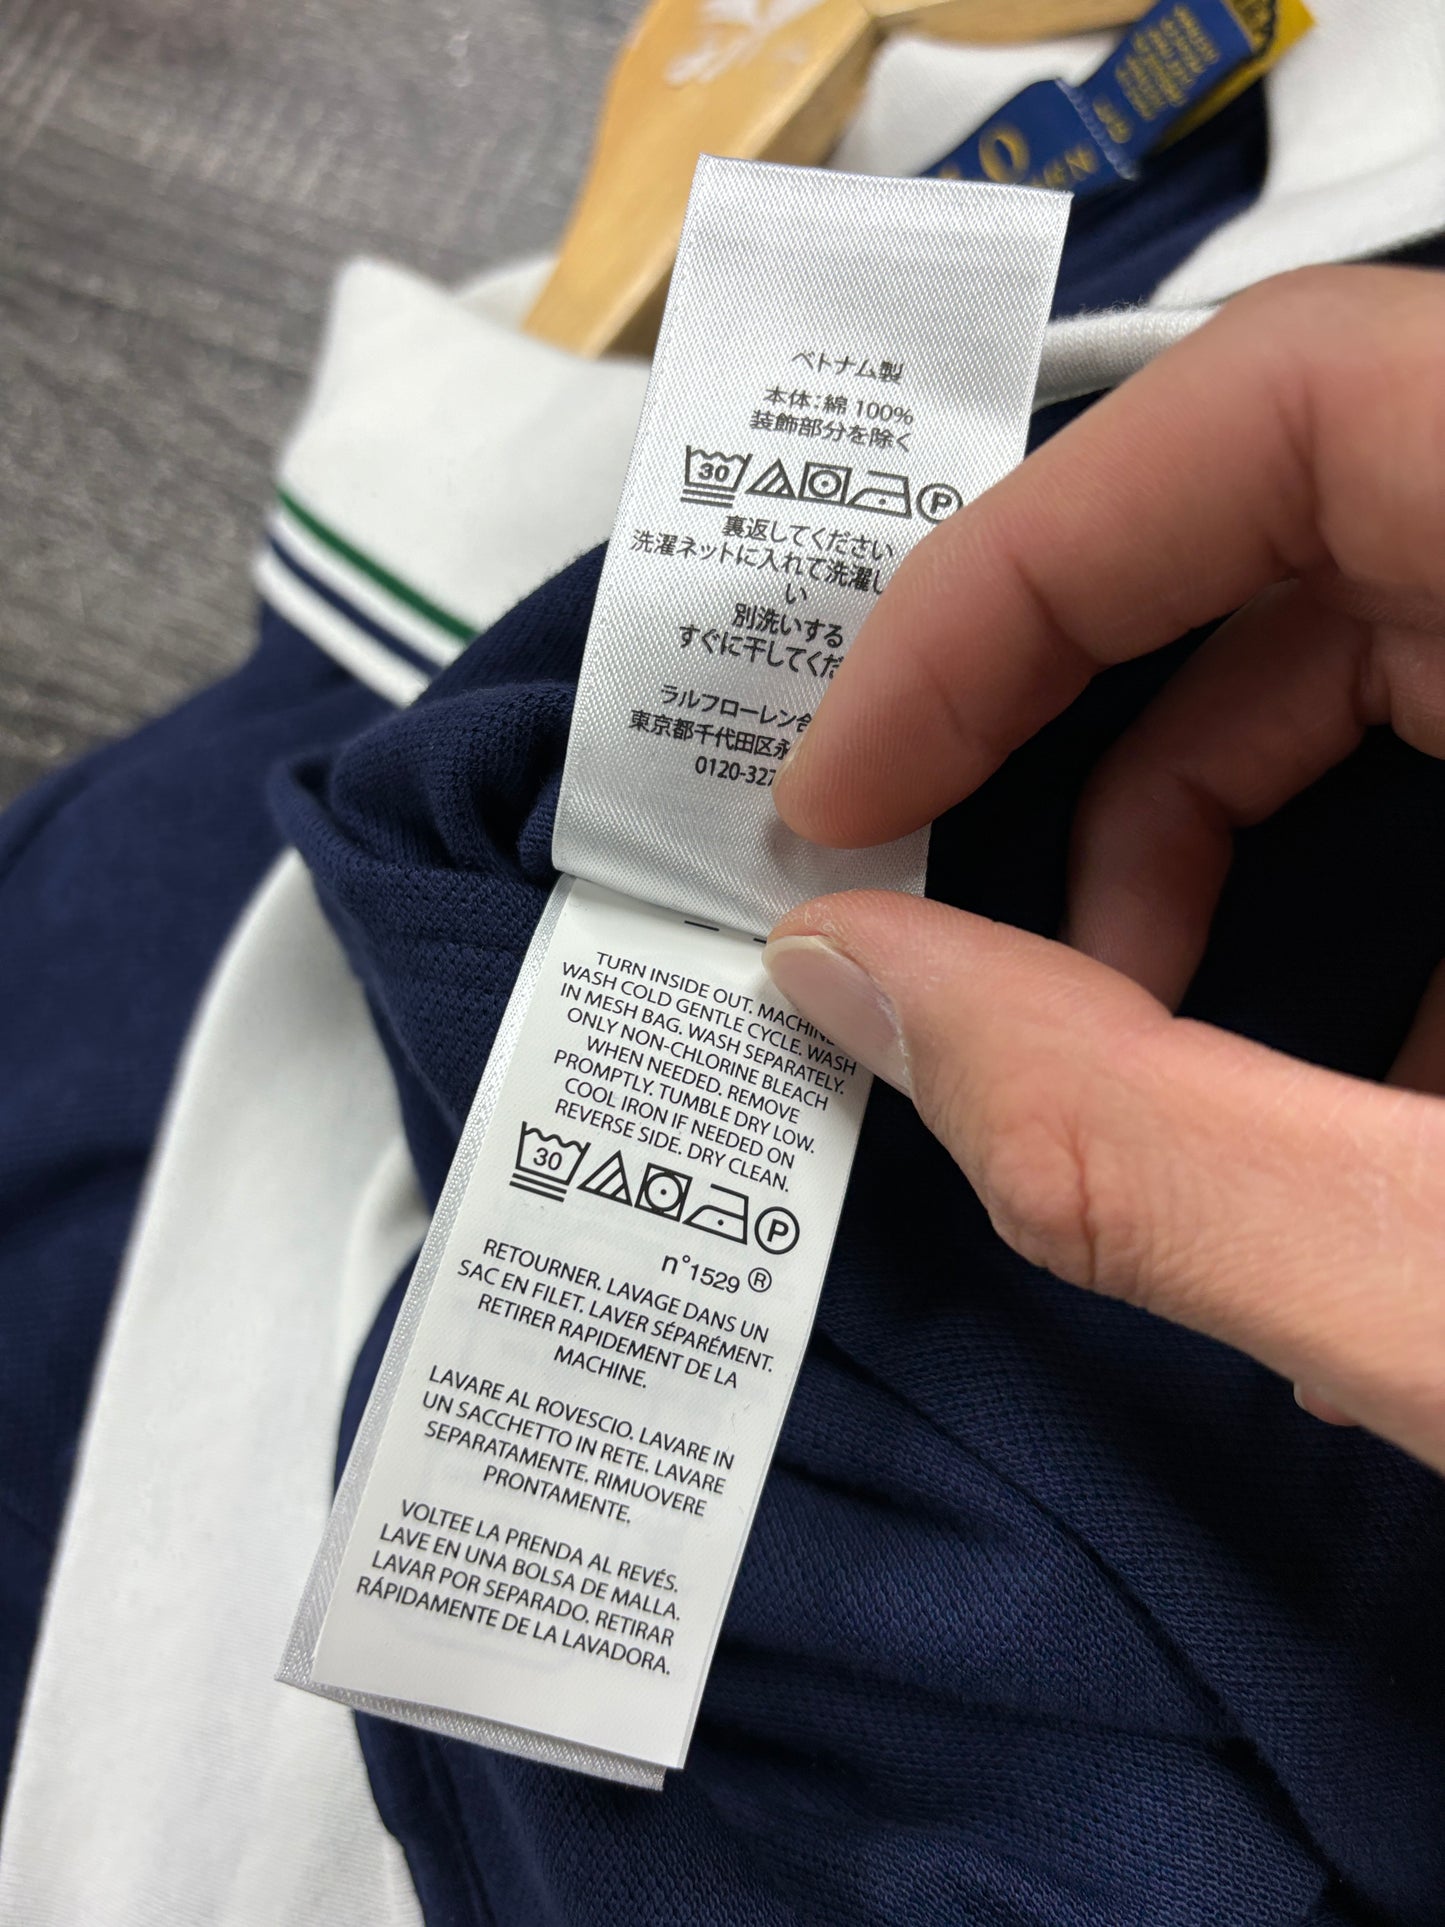 ベトナム製
本体:綿 100%
装飾部分を除く
30
P
裏返してください
洗濯ネットに入れて洗濯し
い
別洗いする
すぐに干してくだ
ラルフローレン合
東京都千代田区永
0120-327
TURN INSIDE OUT. MACHINE
WASH COLD GENTLE CYCLE. WASH
IN MESH BAG. WASH SEPARATELY.
ONLY NON-CHLORINE BLEACH
WHEN NEEDED. REMOVE
PROMPTLY. TUMBLE DRY LOW.
COOL IRON IF NEEDED ON
REVERSE SIDE. DRY CLEAN.
30
P
n°1529 ®
RETOURNER. LAVAGE DANS UN
SAC EN FILET. LAVER SÉPARÉMENT.
RETIRER RAPIDEMENT DE LA
MACHINE.
LAVARE AL ROVESCIO. LAVARE IN
UN SACCHETTO IN RETE. LAVARE
SEPARATAMENTE. RIMUOVERE
PRONTAMENTE.
VOLTEE LA PRENDA AL REVÉS.
LAVE EN UNA BOLSA DE MALLA.
LAVAR POR SEPARADO. RETIRAR
RÁPIDAMENTE DE LA LAVADORA.